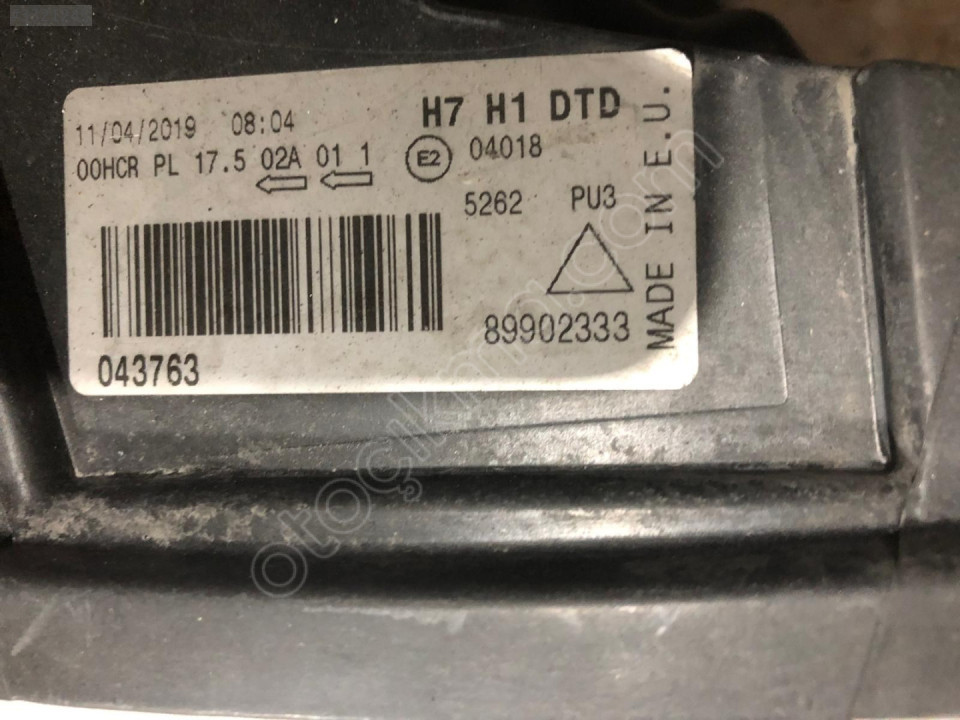 11/04/2019 08:04
H7 H1 DTD
00HCR PL 17.5 02A 01 1
E2 04018
5262 PU3
89902333
MADE IN E.U.
043763
otocikma.com